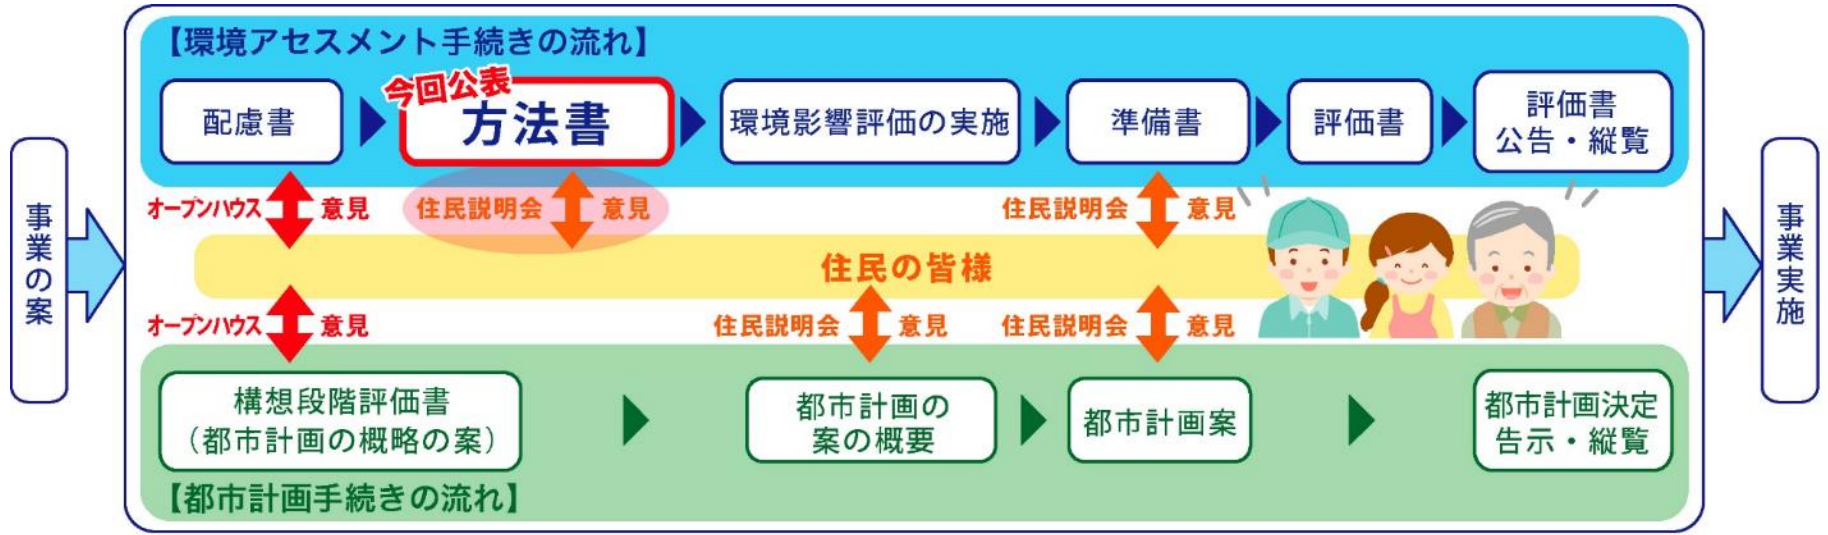 事業の案
【環境アセスメント手続きの流れ】
配慮書
今回公表
方法書
環境影響評価の実施
準備書
評価書
評価書
公告・縦覧
オープンハウス 意見
住民説明会 意見
住民説明会 意見
住民の皆様
オープンハウス 意見
住民説明会 意見
住民説明会 意見
構想段階評価書
（都市計画の概略の案）
都市計画の
案の概要
都市計画案
都市計画決定
告示・縦覧
【都市計画手続きの流れ】
事業実施